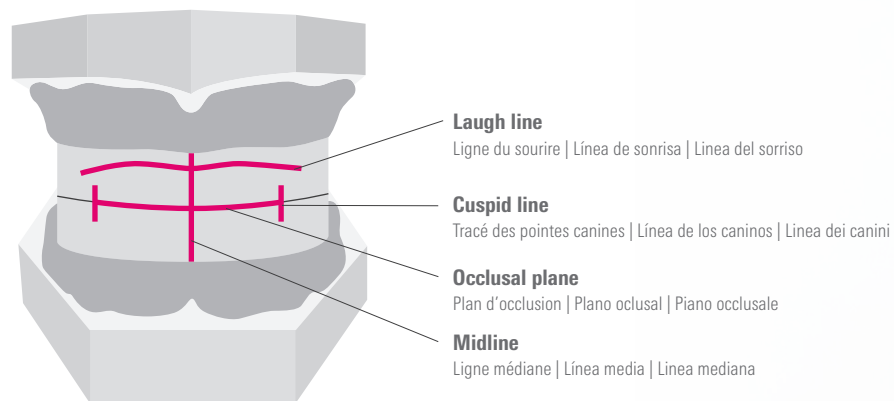 Laugh line
Ligne du sourire | Línea de sonrisa | Linea del sorriso
Cuspid line
Tracé des pointes canines | Línea de los caninos | Linea dei canini
Occlusal plane
Plan d’occlusion | Plano oclusal | Piano occlusale
Midline
Ligne médiane | Línea media | Linea mediana